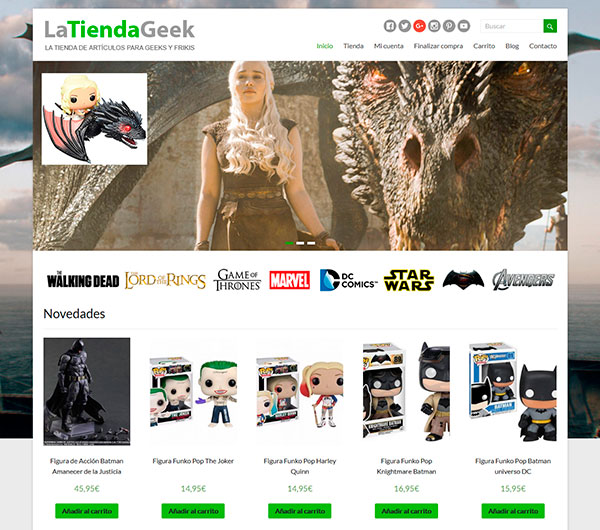 LaTiendaGeek
LA TIENDA DE ARTÍCULOS PARA GEEKS Y FRIKIS
Buscar
Inicio Tienda Mi cuenta Finalizar compra Carrito Blog Contacto
THE WALKING DEAD THE LORD OF THE RINGS GAME OF THRONES MARVEL DC COMICS STAR WARS AVENGERS
Novedades
Figura de Acción Batman Amanecer de la Justicia
45,95€
Añadir al carrito
Figura Funko Pop The Joker
14,95€
Añadir al carrito
Figura Funko Pop Harley Quinn
14,95€
Añadir al carrito
Figura Funko Pop Knightmare Batman
16,95€
Añadir al carrito
Figura Funko Pop Batman universo DC
15,95€
Añadir al carrito